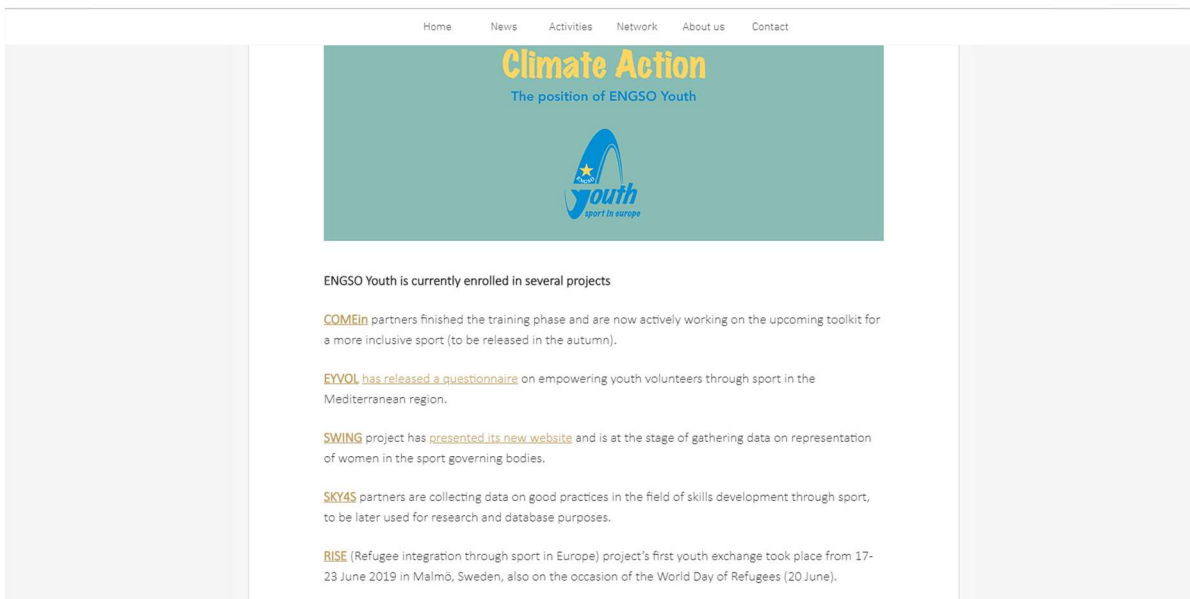 Home News Activities Network About us Contact
Climate Action
The position of ENGSO Youth
ENGSO
youth
sport in europe
ENGSO Youth is currently enrolled in several projects
COMEin partners finished the training phase and are now actively working on the upcoming toolkit for
a more inclusive sport (to be released in the autumn).
EYVOL has released a questionnaire on empowering youth volunteers through sport in the
Mediterranean region.
SWING project has presented its new website and is at the stage of gathering data on representation
of women in the sport governing bodies.
SKY4S partners are collecting data on good practices in the field of skills development through sport,
to be later used for research and database purposes.
RISE (Refugee integration through sport in Europe) project’s first youth exchange took place from 17-
23 June 2019 in Malmö, Sweden, also on the occasion of the World Day of Refugees (20 June).